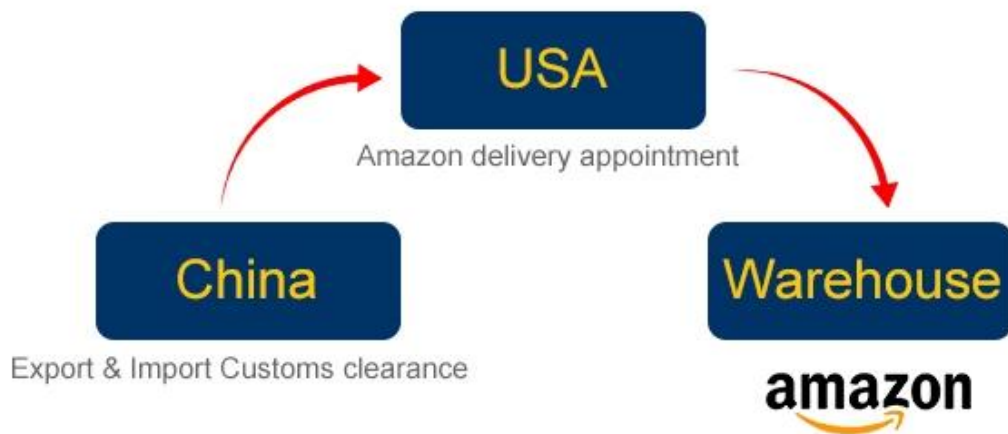 USA
Amazon delivery appointment
China
Warehouse
Export & Import Customs clearance
amazon